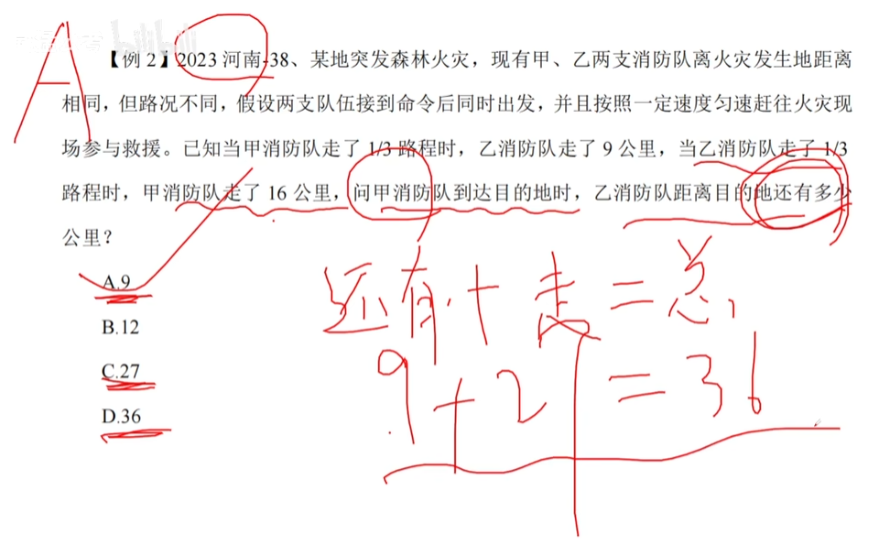 A
【例 2】2023 河南-38、某地突发森林火灾，现有甲、乙两支消防队离火灾发生地距离
相同，但路况不同，假设两支队伍接到命令后同时出发，并且按照一定速度匀速赶往火灾现
场参与救援。已知当甲消防队走了 1/3 路程时，乙消防队走了 9 公里，当乙消防队走了 1/3
路程时，甲消防队走了 16 公里，问甲消防队到达目的地时，乙消防队距离目的地还有多少
公里？
A.9
B.12
C.27
D.36
还有+走=总
9+27=36